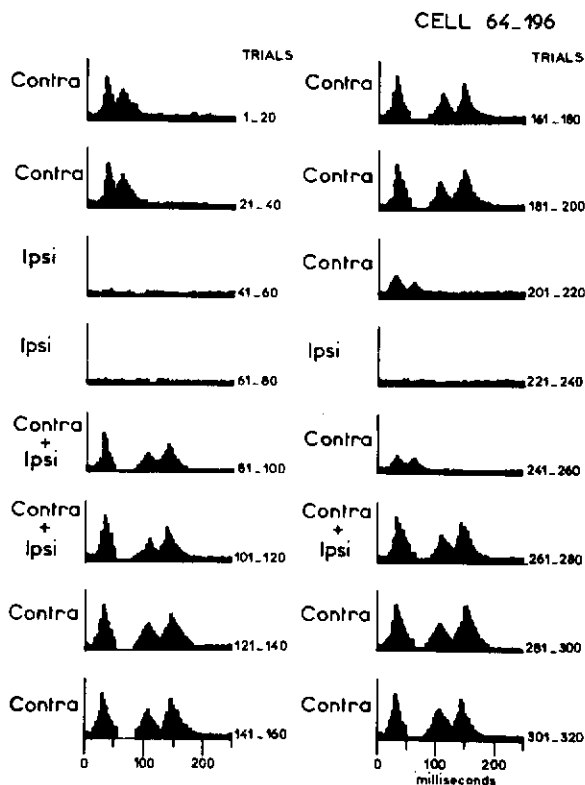 CELL 64_196
TRIALS
Contra
1_20
Contra
21_40
Ipsi
41_60
Ipsi
61_80
Contra
+
Ipsi
81_100
Contra
+
Ipsi
101_120
Contra
121_140
Contra
141_160
0 100 200
TRIALS
Contra
161_180
Contra
181_200
Contra
201_220
Ipsi
221_240
Contra
241_260
Contra
+
Ipsi
261_280
Contra
281_300
Contra
301_320
0 100 200
milliseconds